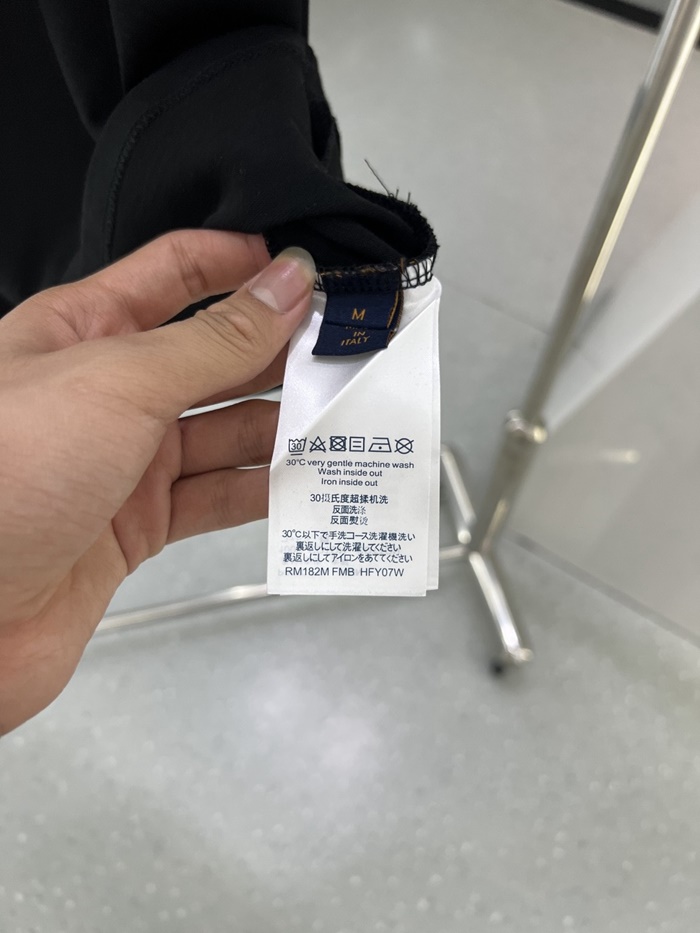 M
IN
ITALY
30
30°C very gentle machine wash
Wash inside out
Iron inside out
30摄氏度超揉机洗
反面洗涤
反面熨烫
30℃以下で手洗コース洗濯機洗い
裏返しにして洗濯してください
裏返しにしてアイロンをあててください
RM182M FMB HFY07W